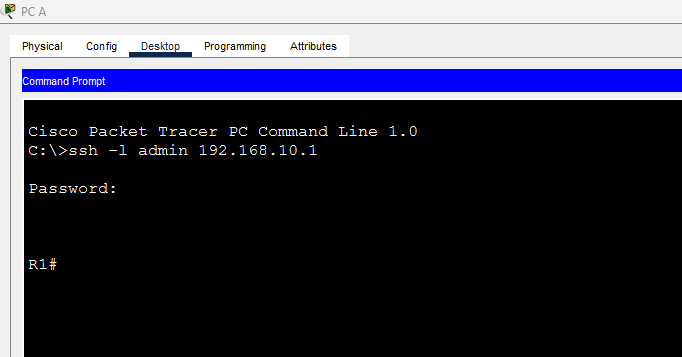 PC A
Physical Config Desktop Programming Attributes
Command Prompt
Cisco Packet Tracer PC Command Line 1.0
C:\>ssh -l admin 192.168.10.1
Password:
R1#